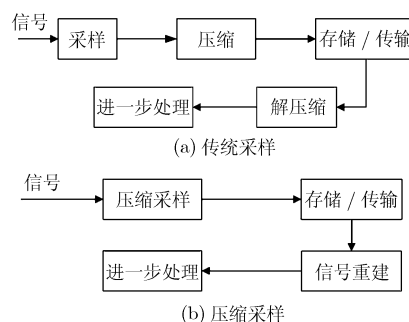 信号
采样
压缩
存储 / 传输
进一步处理
解压缩
(a) 传统采样
信号
压缩采样
存储 / 传输
进一步处理
信号重建
(b) 压缩采样